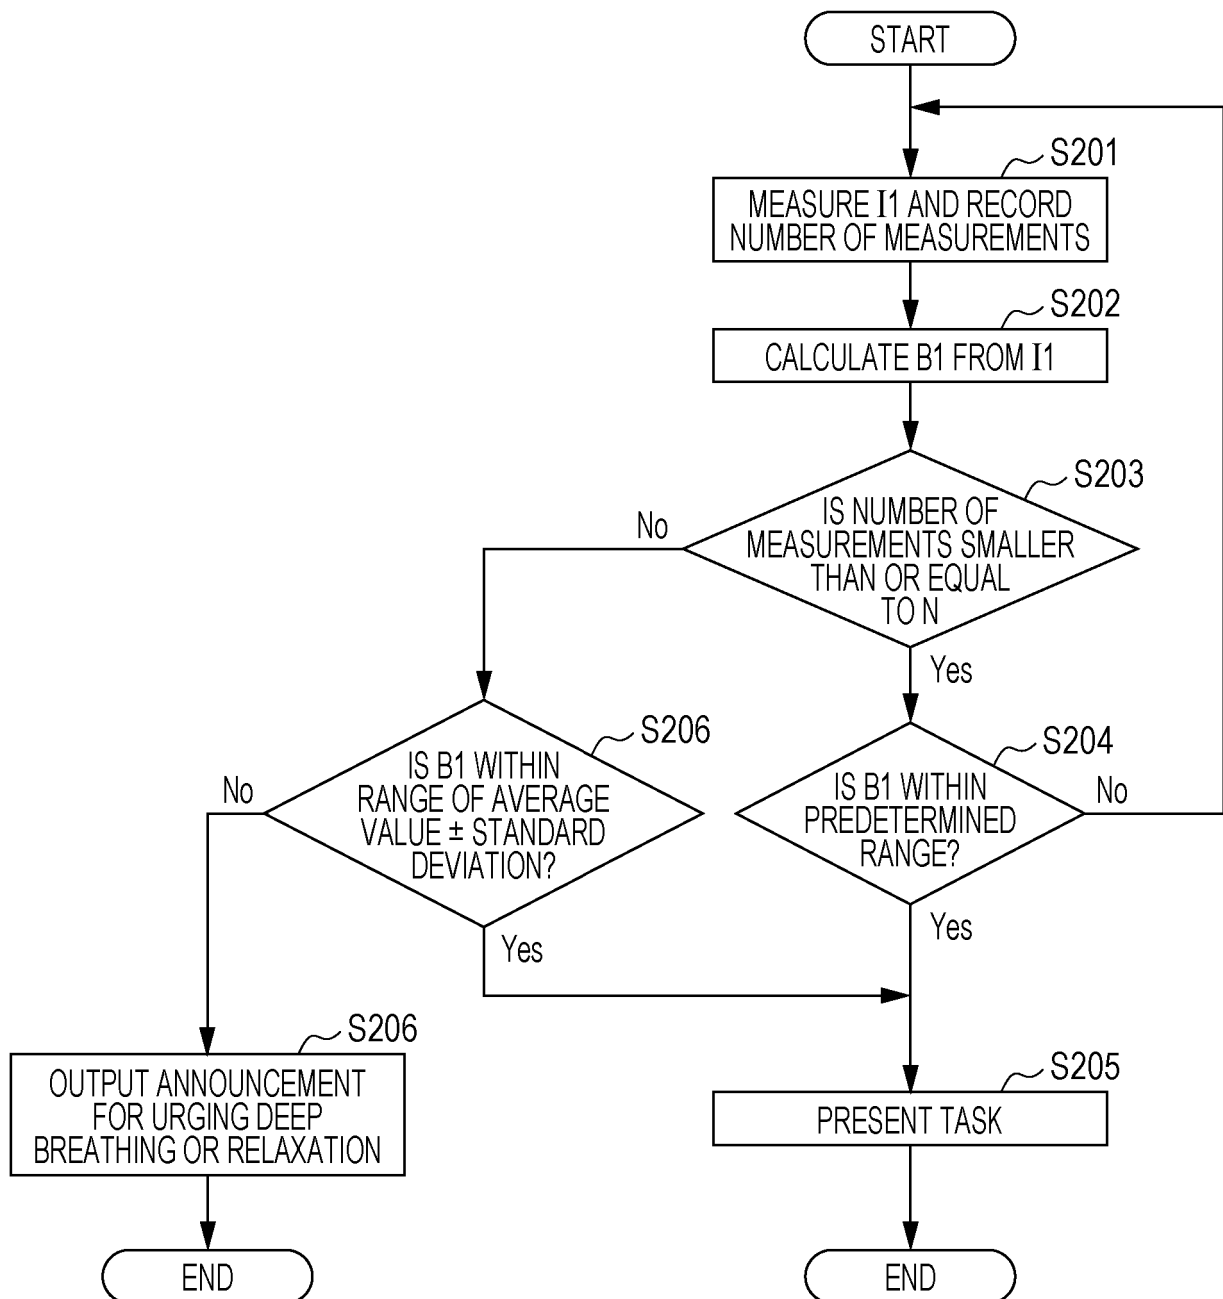 START
S201
MEASURE I1 AND RECORD
NUMBER OF MEASUREMENTS
S202
CALCULATE B1 FROM I1
S203
IS NUMBER OF
MEASUREMENTS SMALLER
THAN OR EQUAL
TO N
No
Yes
S206
IS B1 WITHIN
RANGE OF AVERAGE
VALUE ± STANDARD
DEVIATION?
No
Yes
S204
IS B1 WITHIN
PREDETERMINED
RANGE?
No
Yes
S206
OUTPUT ANNOUNCEMENT
FOR URGING DEEP
BREATHING OR RELAXATION
S205
PRESENT TASK
END
END